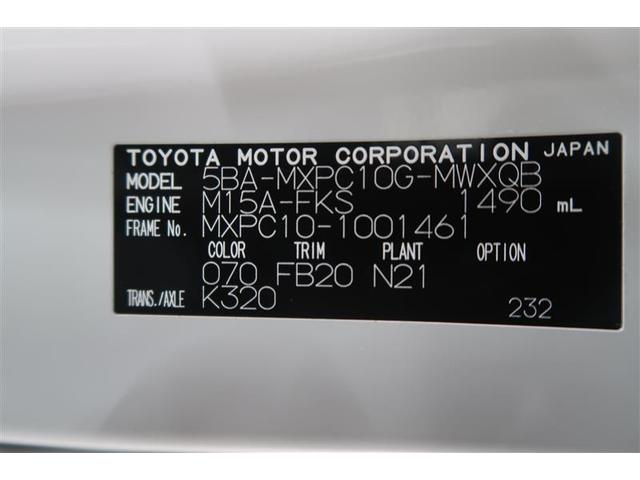 TOYOTA MOTOR CORPORATION JAPAN
MODEL 5BA-MXPC10G-MWXQB
ENGINE M15A-FKS 1490 mL
FRAME No. MXPC10-1001461
COLOR TRIM PLANT OPTION
070 FB20 N21
TRANS./AXLE K320
232